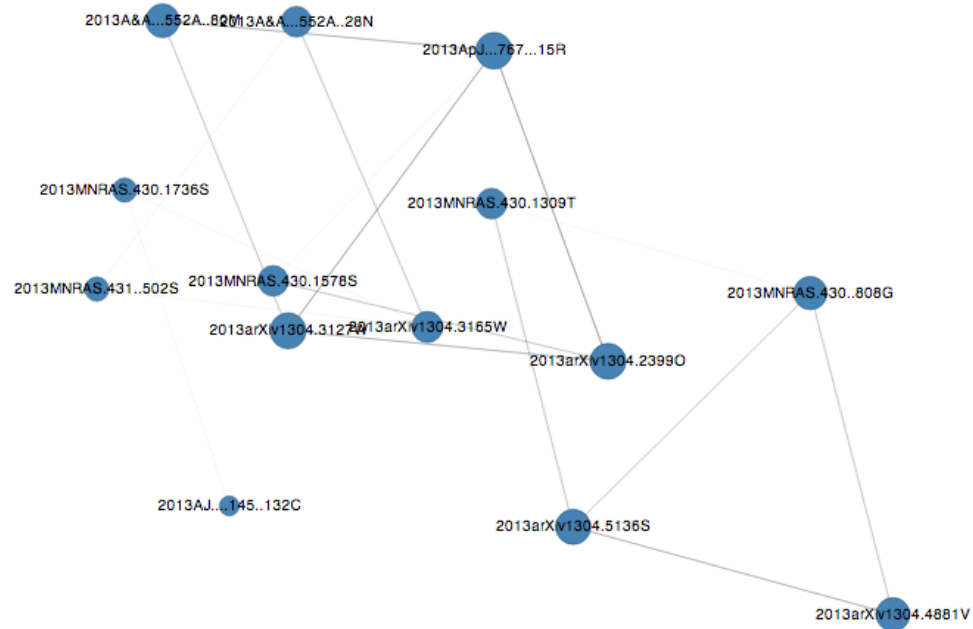 2013A&A...552A..80M
2013A&A...552A..28N
2013ApJ...767...15R
2013MNRAS.430.1736S
2013MNRAS.430.1309T
2013MNRAS.430.1578S
2013MNRAS.431..502S
2013MNRAS.430..808G
2013arXiv1304.3127W
2013arXiv1304.3165W
2013arXiv1304.2399O
2013AJ....145..132C
2013arXiv1304.5136S
2013arXiv1304.4881V